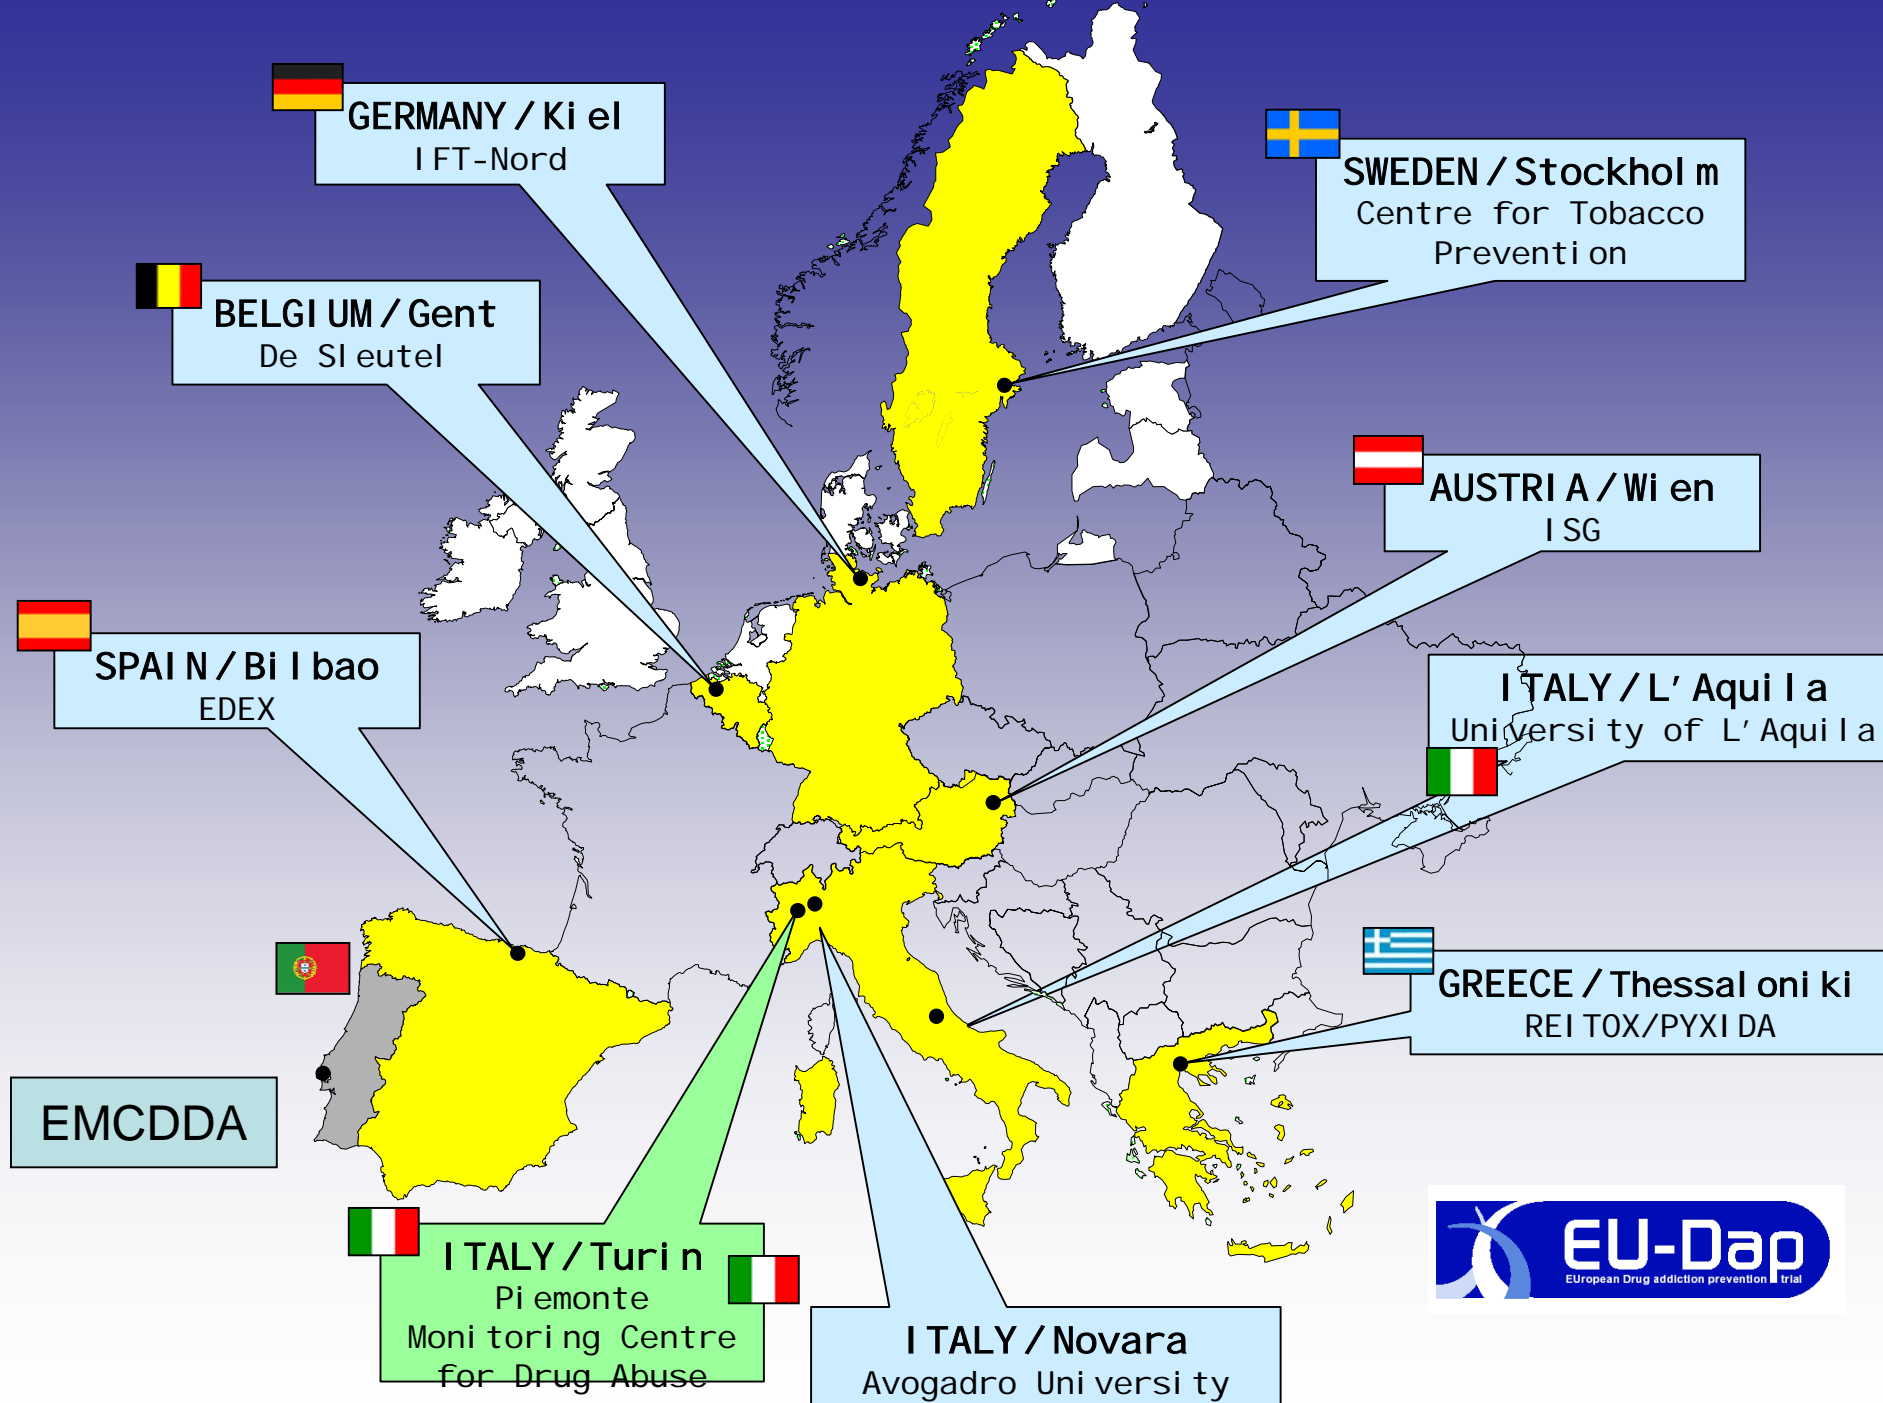 GERMANY/Kiel
IFT-Nord
SWEDEN/Stockholm
Centre for Tobacco
Prevention
BELGIUM/Gent
De Sleutel
AUSTRIA/Wien
ISG
SPAIN/Bilbao
EDEX
ITALY/L'Aquila
University of L'Aquila
GREECE/Thessaloniki
REITOX/PYXIDA
EMCDDA
ITALY/Turin
Piemonte
Monitoring Centre
for Drug Abuse
ITALY/Novara
Avogadro University
EU-Dap
EUropean Drug addiction prevention trial